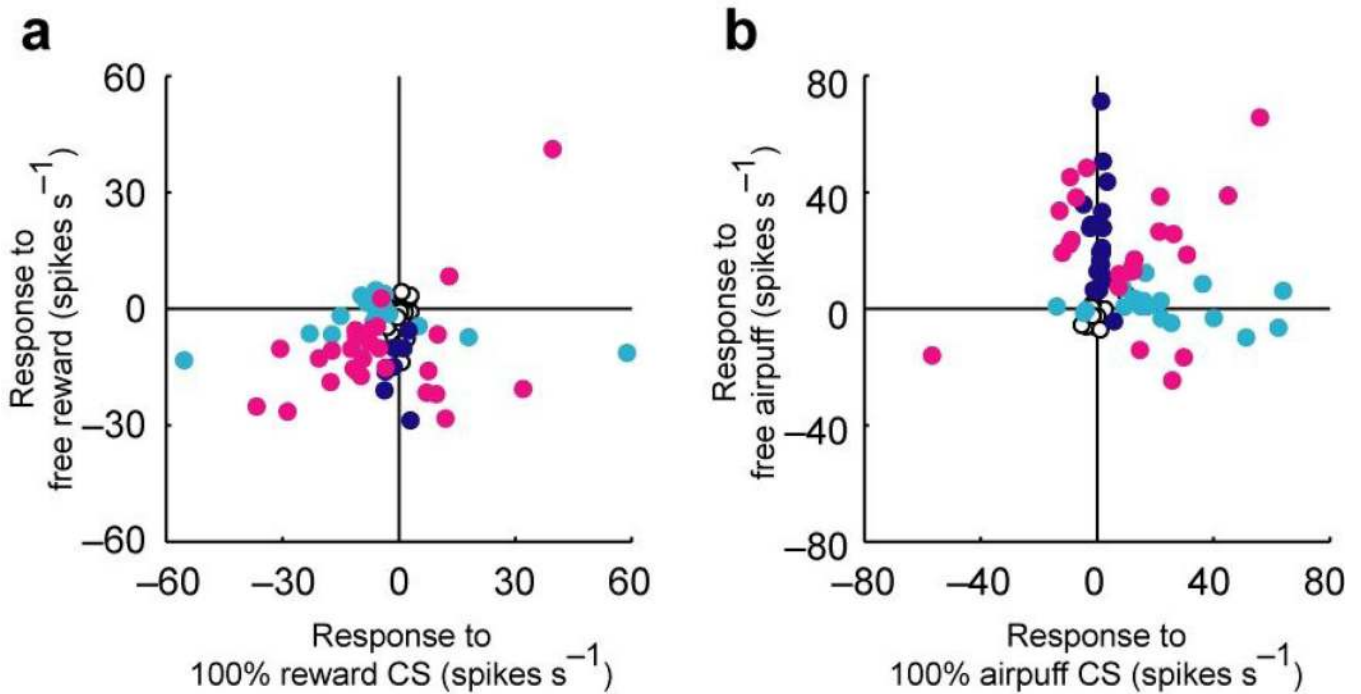 a
60
30
0
–30
–60
–60
–30
0
30
60
Response to
free reward (spikes s⁻¹)
Response to
100% reward CS (spikes s⁻¹)
b
80
40
0
–40
–80
–80
–40
0
40
80
Response to
free airpuff (spikes s⁻¹)
Response to
100% airpuff CS (spikes s⁻¹)